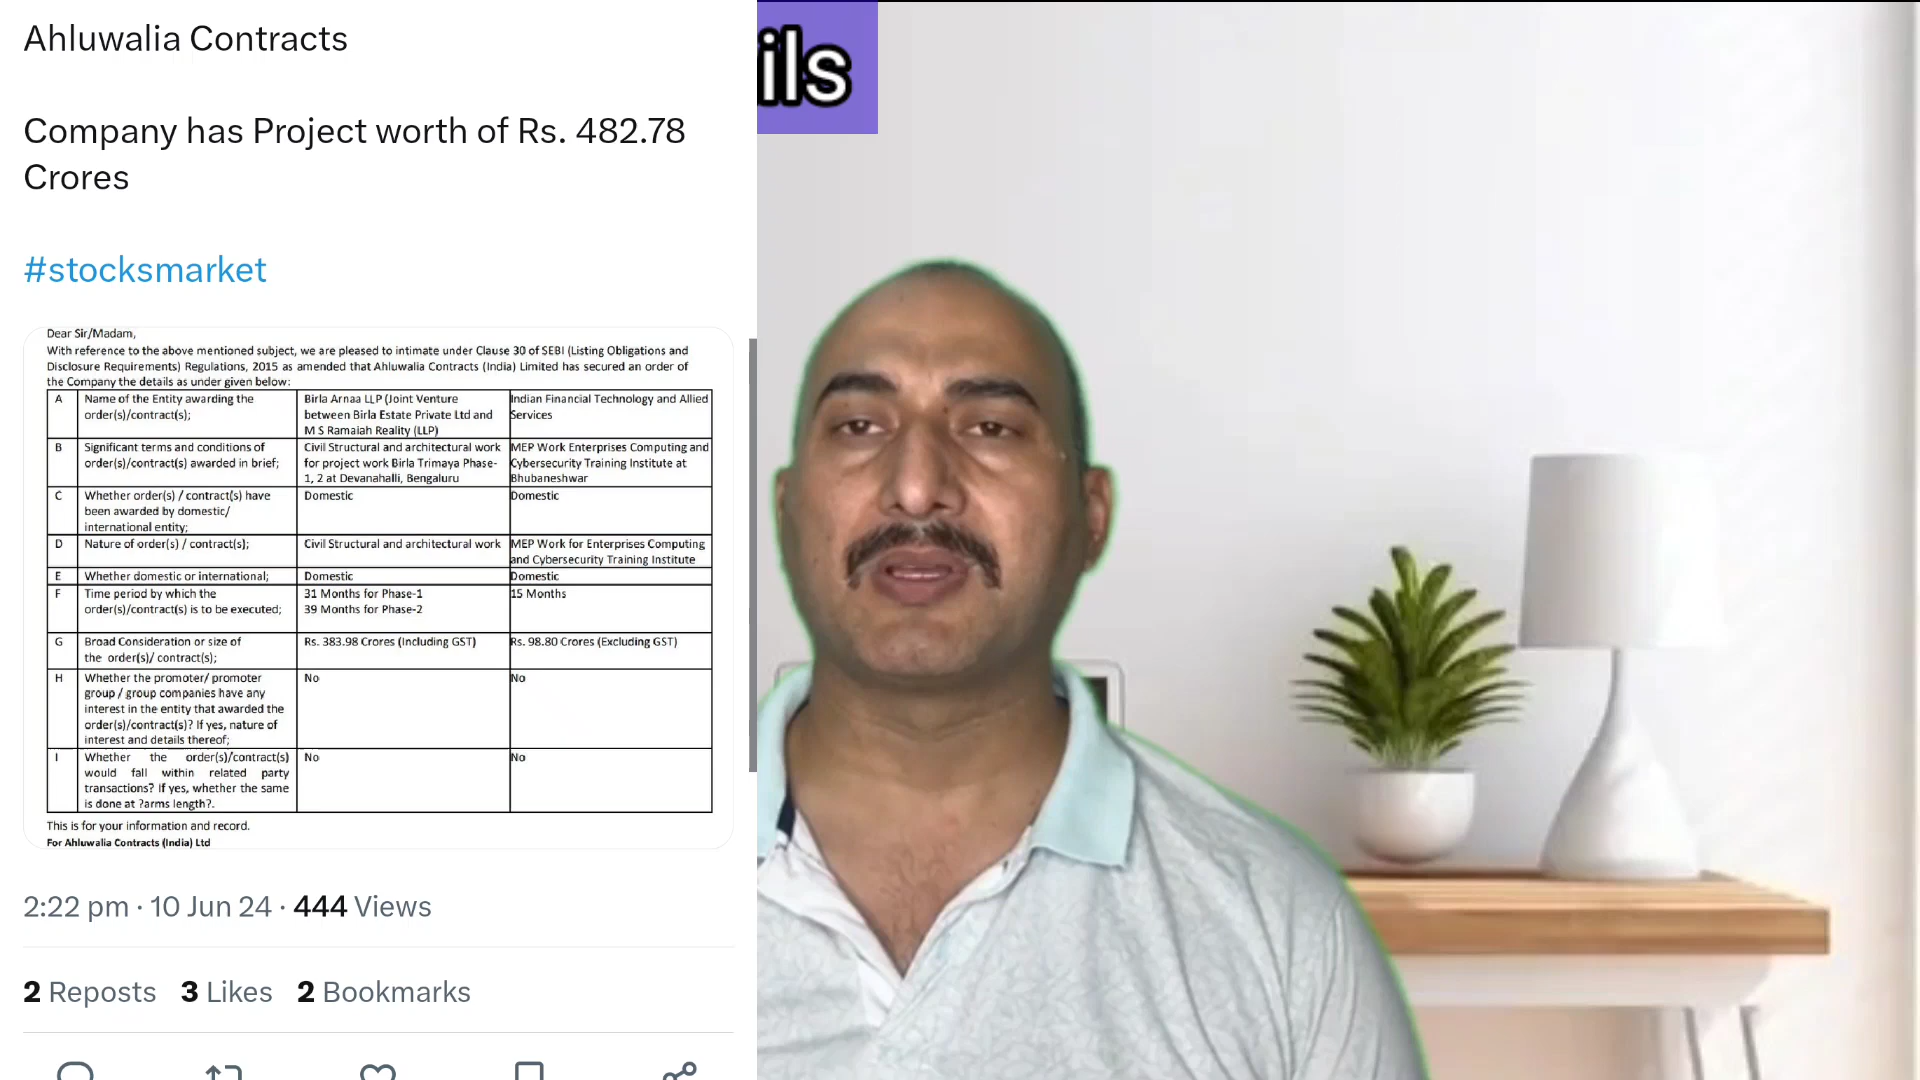 Ahluwalia Contracts
Company has Project worth of Rs. 482.78
Crores
#stocksmarket
Dear Sir/Madam,
With reference to the above mentioned subject, we are pleased to intimate under Clause 30 of SEBI (Listing Obligations and
Disclosure Requirements) Regulations, 2015 as amended that Ahluwalia Contracts (India) Limited has secured an order of
the Company the details as under given below:
A
Name of the Entity awarding the
order(s)/contract(s);
Birla Arnaa LLP (Joint Venture
between Birla Estate Private Ltd and
M S Ramaiah Reality (LLP)
Indian Financial Technology and Allied
Services
B
Significant terms and conditions of
order(s)/contract(s) awarded in brief;
Civil Structural and architectural work
for project work Birla Trimaya Phase-
1, 2 at Devanahalli, Bengaluru
MEP Work Enterprises Computing and
Cybersecurity Training Institute at
Bhubaneshwar
C
Whether order(s) / contract(s) have
been awarded by domestic/
international entity;
Domestic
Domestic
D
Nature of order(s) / contract(s);
Civil Structural and architectural work
MEP Work for Enterprises Computing
and Cybersecurity Training Institute
E
Whether domestic or international;
Domestic
Domestic
F
Time period by which the
order(s)/contract(s) is to be executed;
31 Months for Phase-1
39 Months for Phase-2
15 Months
G
Broad Consideration or size of
the order(s)/ contract(s);
Rs. 383.98 Crores (Including GST)
Rs. 98.80 Crores (Excluding GST)
H
Whether the promoter/ promoter
group / group companies have any
interest in the entity that awarded the
order(s)/contract(s)? If yes, nature of
interest and details thereof;
No
No
I
Whether the order(s)/contract(s)
would fall within related party
transactions? If yes, whether the same
is done at ?arms length?.
No
No
This is for your information and record.
For Ahluwalia Contracts (India) Ltd
2:22 pm · 10 Jun 24 · 444 Views
2 Reposts 3 Likes 2 Bookmarks
ils